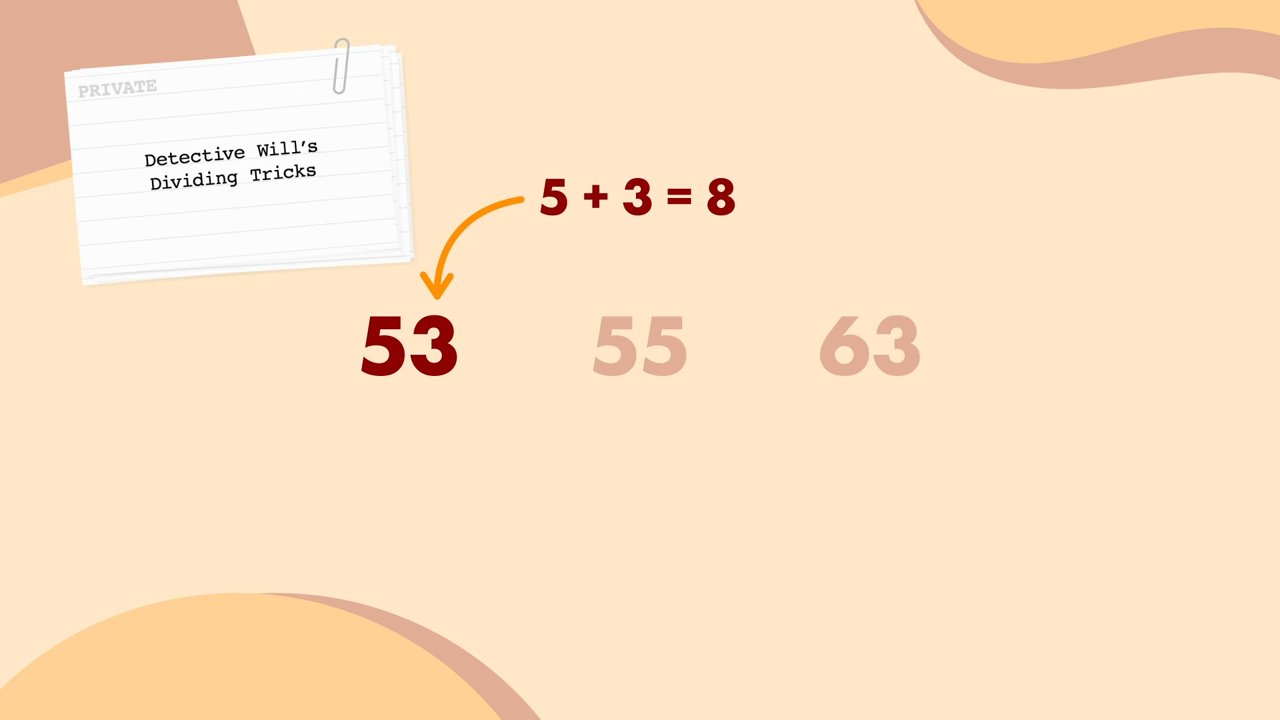 PRIVATE
Detective Will’s
Dividing Tricks
5 + 3 = 8
53 55 63